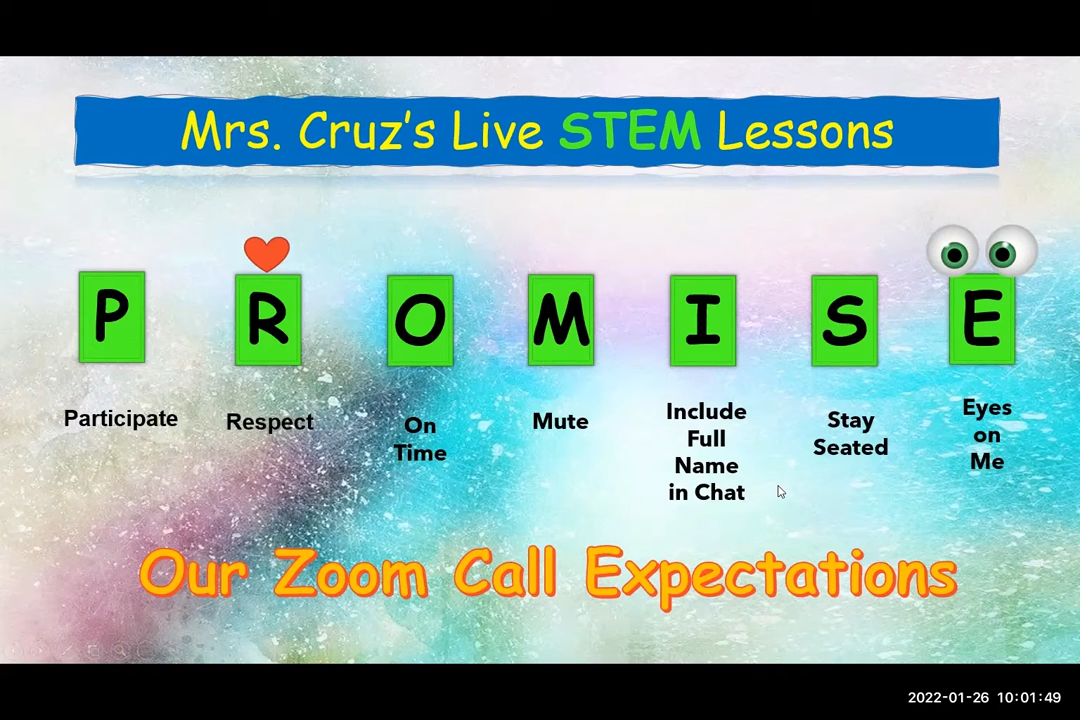 Mrs. Cruz's Live STEM Lessons
P R O M I S E
Participate
Respect
On
Time
Mute
Include
Full
Name
in Chat
Stay
Seated
Eyes
on
Me
Our Zoom Call Expectations
2022-01-26 10:01:49